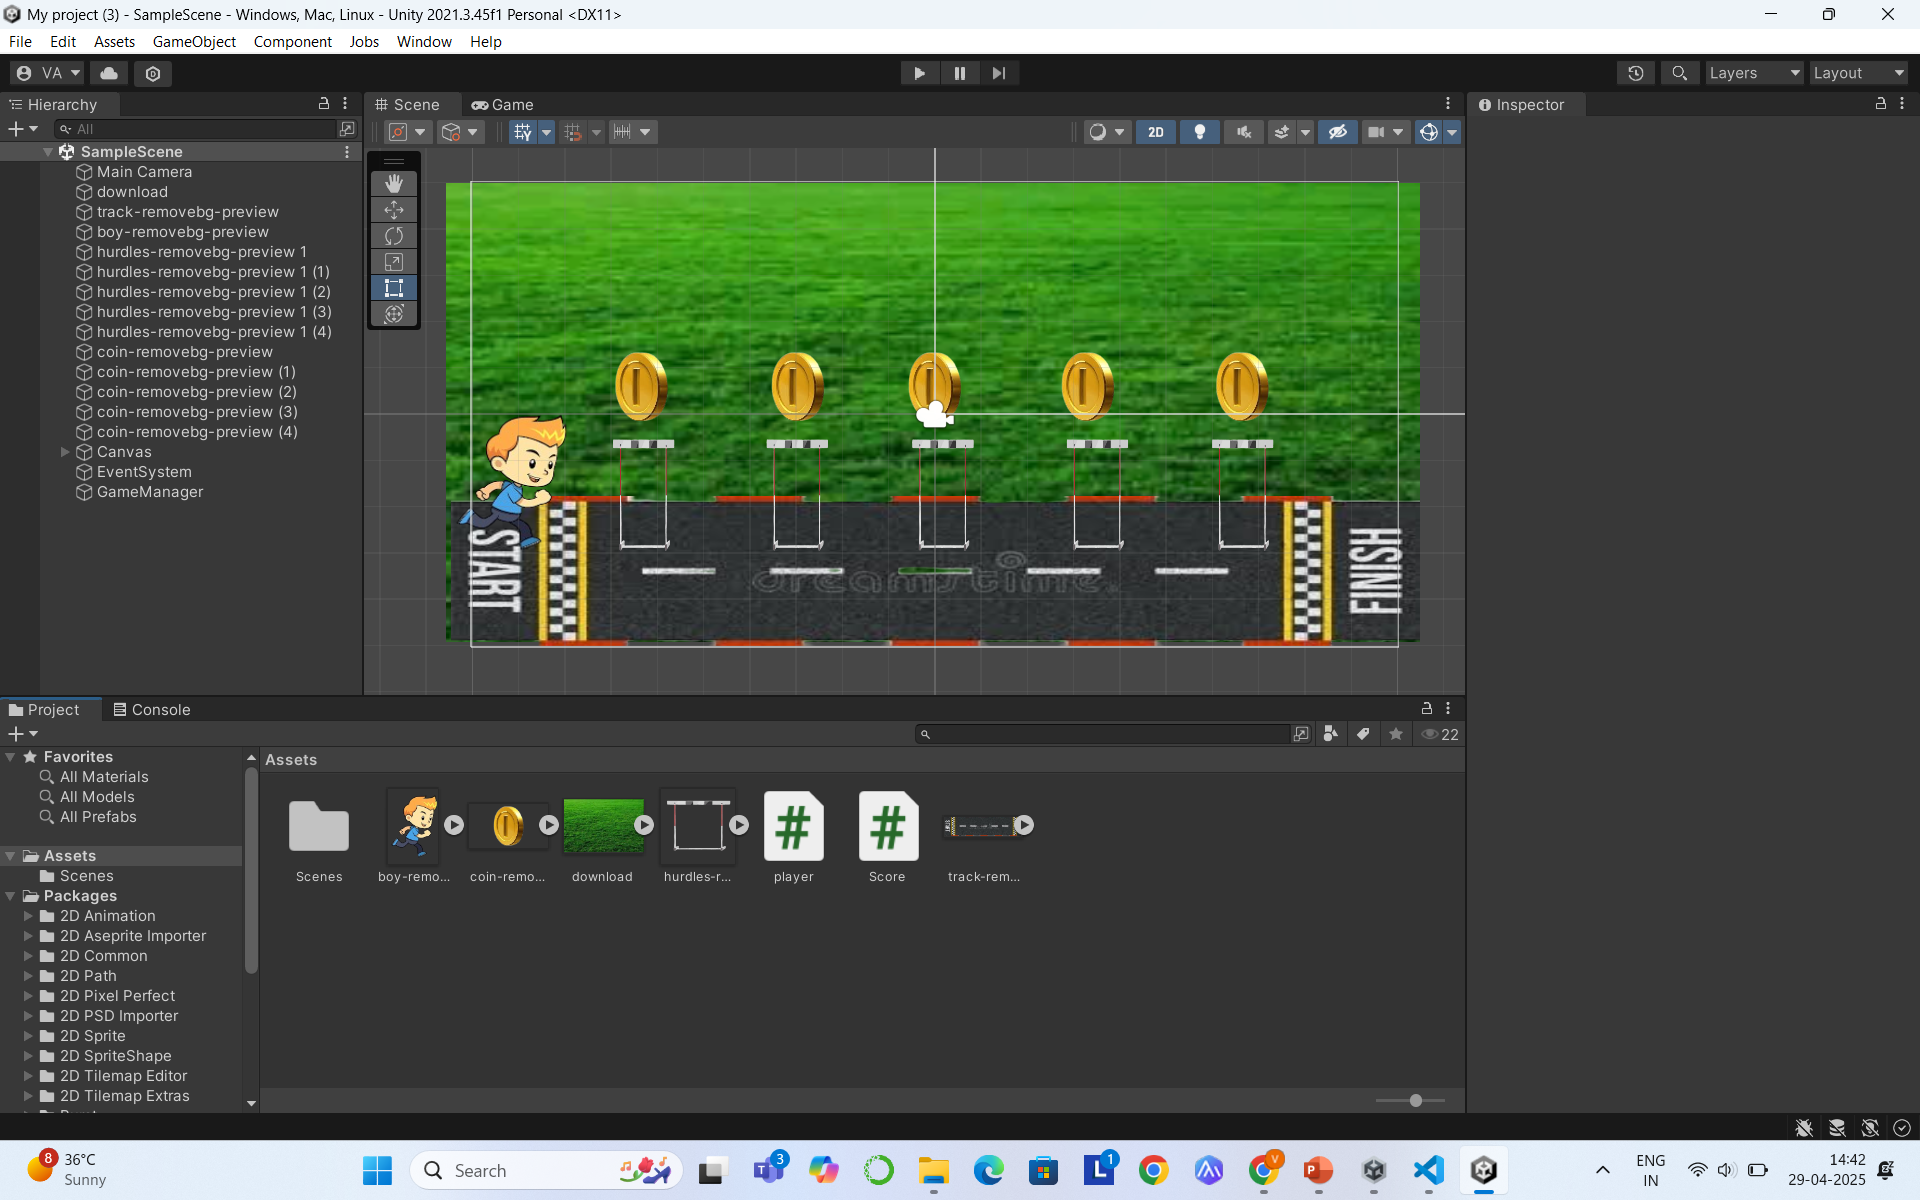 My project (3) - SampleScene - Windows, Mac, Linux - Unity 2021.3.45f1 Personal <DX11>
File Edit Assets GameObject Component Jobs Window Help
VA Layers Layout
Hierarchy
All
SampleScene
Main Camera
download
track-removebg-preview
boy-removebg-preview
hurdles-removebg-preview 1
hurdles-removebg-preview 1 (1)
hurdles-removebg-preview 1 (2)
hurdles-removebg-preview 1 (3)
hurdles-removebg-preview 1 (4)
coin-removebg-preview
coin-removebg-preview (1)
coin-removebg-preview (2)
coin-removebg-preview (3)
coin-removebg-preview (4)
Canvas
EventSystem
GameManager
Scene Game
2D
START
dreamstime.
FINISH
Inspector
Project Console
22
Favorites
All Materials
All Models
All Prefabs
Assets
Scenes
Packages
2D Animation
2D Aseprite Importer
2D Common
2D Path
2D Pixel Perfect
2D PSD Importer
2D Sprite
2D SpriteShape
2D Tilemap Editor
2D Tilemap Extras
Assets
Scenes boy-remo... coin-remo... download hurdles-r... player Score track-rem...
8 36°C
Sunny
Search
3
1
V
ENG
IN
14:42
29-04-2025